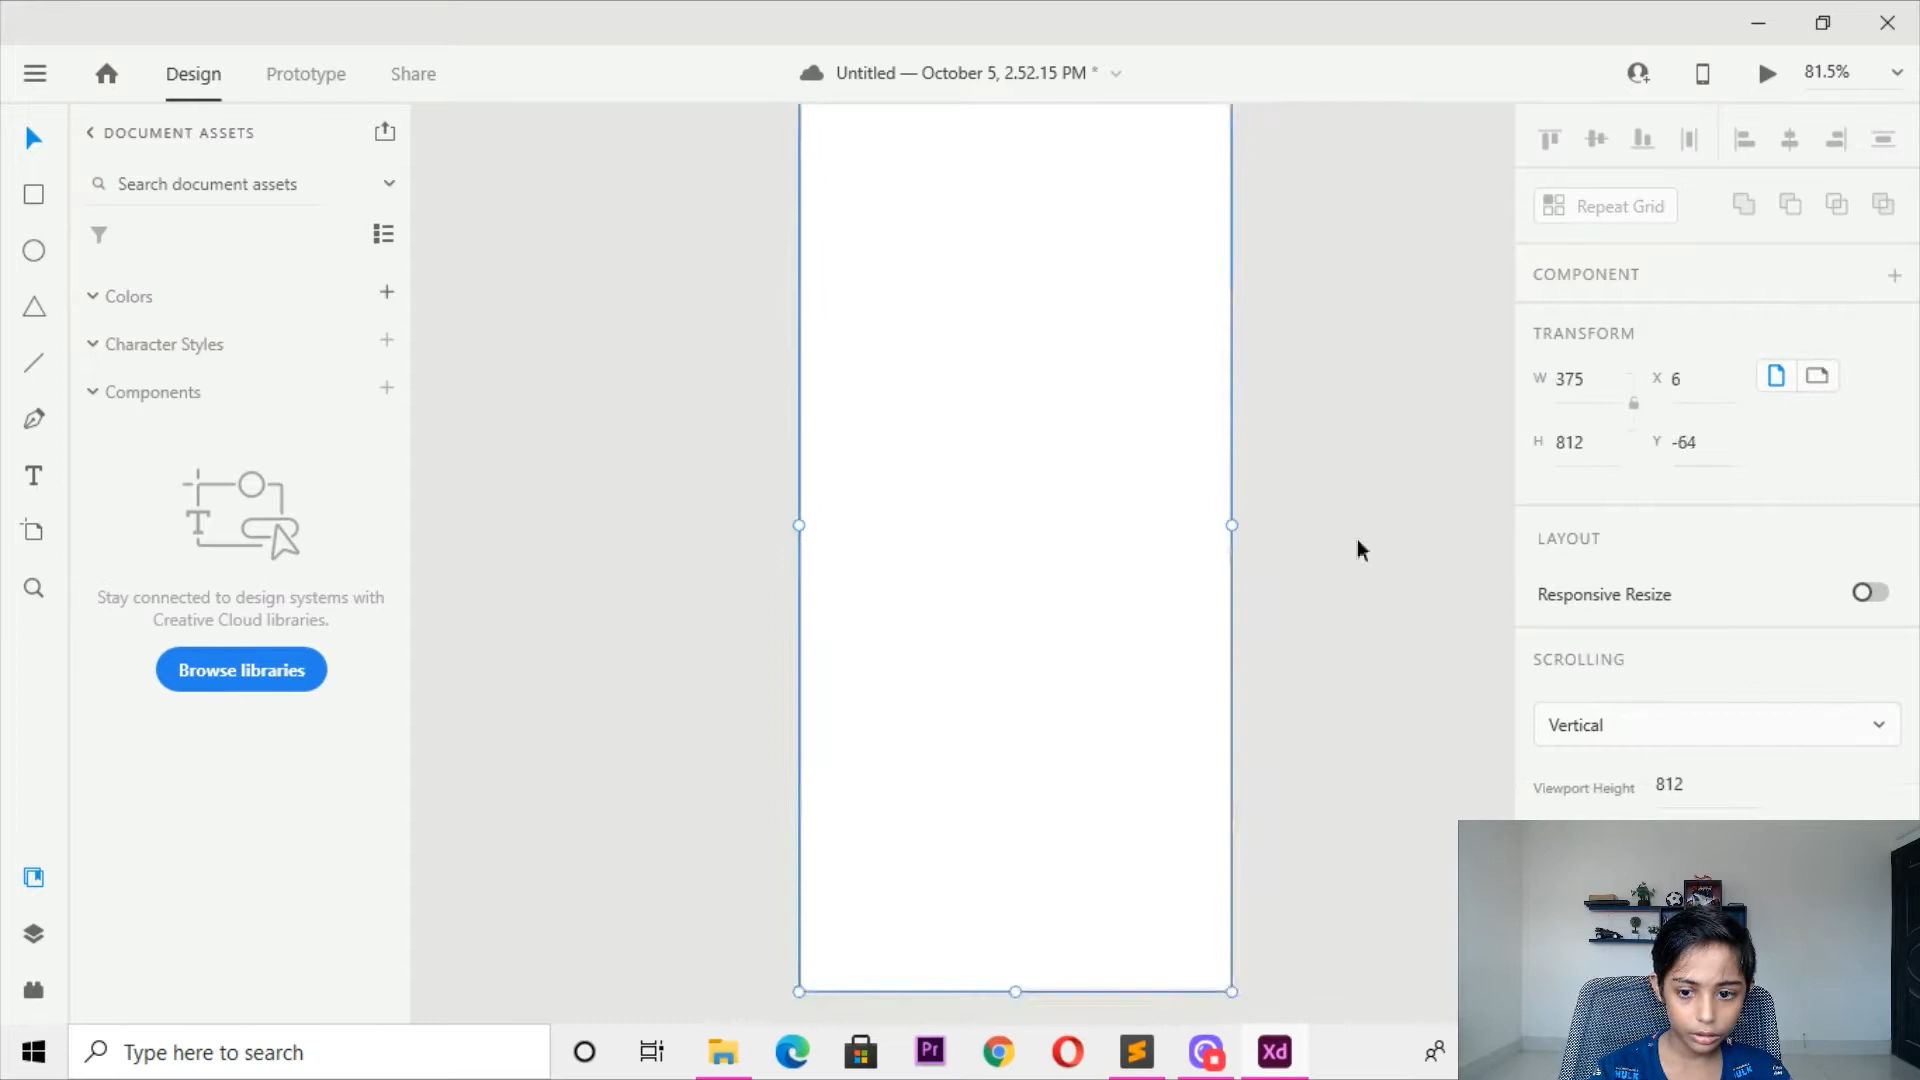 Design
Prototype
Share
Untitled — October 5, 2.52.15 PM *
81.5%
DOCUMENT ASSETS
Search document assets
Colors
Character Styles
Components
T
Stay connected to design systems with
Creative Cloud libraries.
Browse libraries
Repeat Grid
COMPONENT
TRANSFORM
W 375 X 6
H 812 Y -64
LAYOUT
Responsive Resize
SCROLLING
Vertical
Viewport Height 812
HULK
Type here to search
Pr
Xd